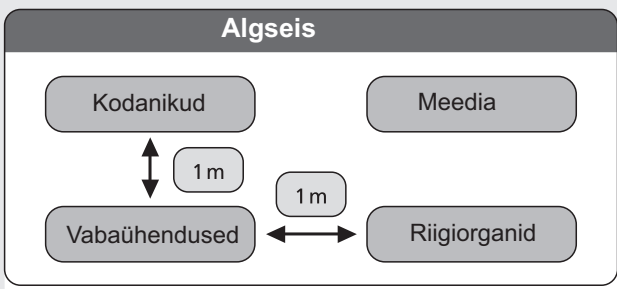 Algseis
Kodanikud
Meedia
1 m
1 m
Vabaühendused
Riigiorganid